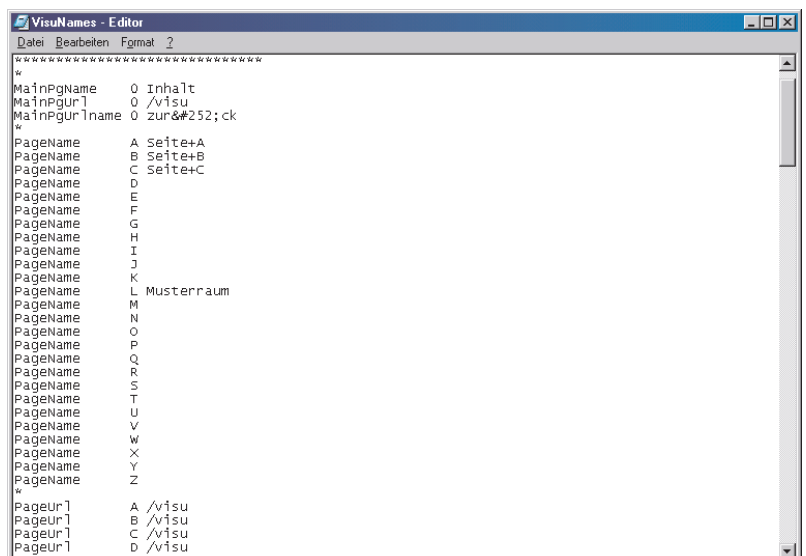 VisuNames - Editor
Datei Bearbeiten Format ?
******************************
*
MainPgName 0 Inhalt
MainPgUrl 0 /visu
MainPgUrlname 0 zur&#252;ck
*
PageName A Seite+A
PageName B Seite+B
PageName C Seite+C
PageName D
PageName E
PageName F
PageName G
PageName H
PageName I
PageName J
PageName K
PageName L Musterraum
PageName M
PageName N
PageName O
PageName P
PageName Q
PageName R
PageName S
PageName T
PageName U
PageName V
PageName W
PageName X
PageName Y
PageName Z
*
PageUrl A /visu
PageUrl B /visu
PageUrl C /visu
PageUrl D /visu